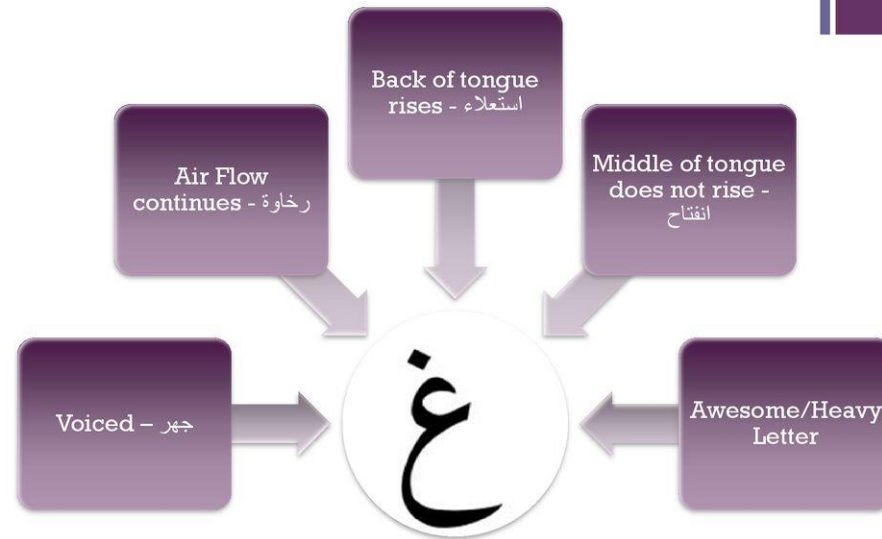 Back of tongue
rises - استعلاء
Air Flow
continues - رخاوة
Middle of tongue
does not rise -
انفتاح
Voiced – جهر
غ
Awesome/Heavy
Letter